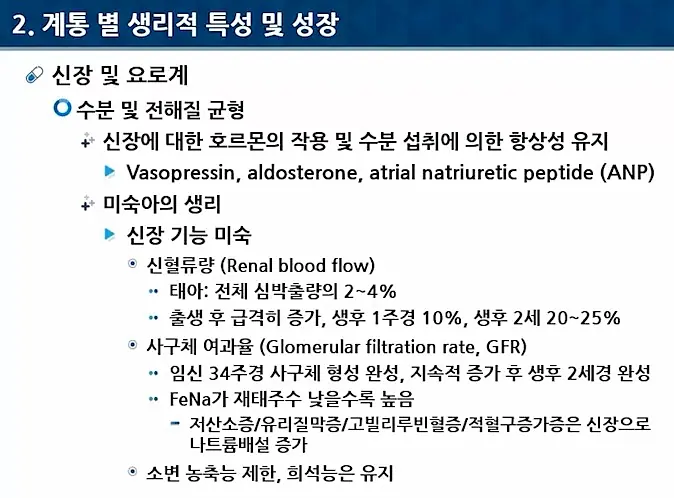 2. 계통 별 생리적 특성 및 성장
신장 및 요로계
수분 및 전해질 균형
신장에 대한 호르몬의 작용 및 수분 섭취에 의한 항상성 유지
Vasopressin, aldosterone, atrial natriuretic peptide (ANP)
미숙아의 생리
신장 기능 미숙
신혈류량 (Renal blood flow)
태아: 전체 심박출량의 2~4%
출생 후 급격히 증가, 생후 1주경 10%, 생후 2세 20~25%
사구체 여과율 (Glomerular filtration rate, GFR)
임신 34주경 사구체 형성 완성, 지속적 증가 후 생후 2세경 완성
FeNa가 재태주수 낮을수록 높음
저산소증/유리질막증/고빌리루빈혈증/적혈구증가증은 신장으로
나트륨배설 증가
소변 농축능 제한, 희석능은 유지